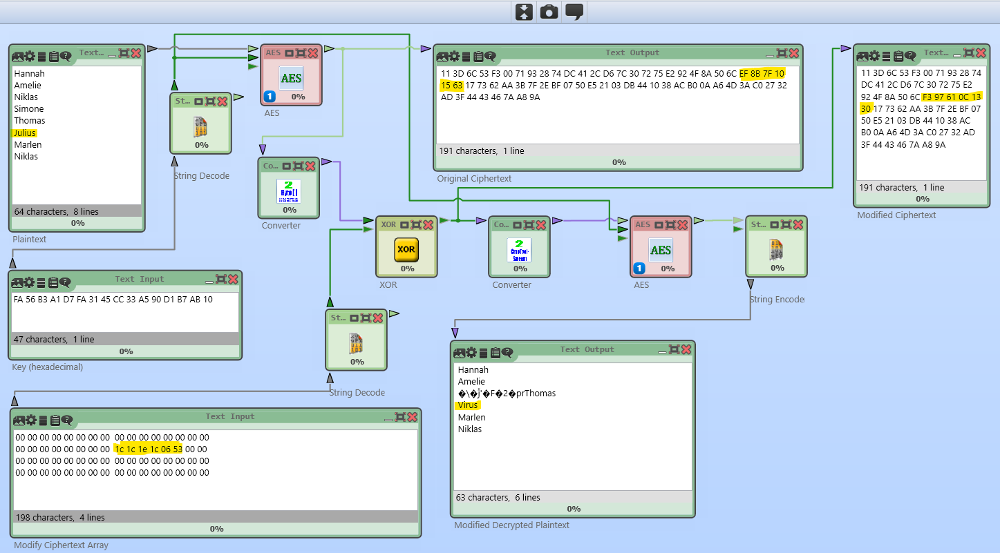 Text...
Hannah
Amelie
Niklas
Simone
Thomas
Julius
Marlen
Niklas
64 characters, 8 lines
0%
Plaintext
St...
0%
String Decode
AES
AES
1
0%
AES
Text Output
11 3D 6C 53 F3 00 71 93 28 74 DC 41 2C D6 7C 30 72 75 E2 92 4F 8A 50 6C EF 8B 7F 10
15 63 17 73 62 AA 3B 7F 2E BF 07 50 E5 21 03 DB 44 10 38 AC B0 0A A6 4D 3A C0 27 32
AD 3F 44 43 46 7A A8 9A
191 characters, 1 line
0%
Original Ciphertext
Text...
11 3D 6C 53 F3 00 71 93 28 74
DC 41 2C D6 7C 30 72 75 E2
92 4F 8A 50 6C F3 97 61 0C 13
30 17 73 62 AA 3B 7F 2E BF 07
50 E5 21 03 DB 44 10 38 AC
B0 0A A6 4D 3A C0 27 32 AD
3F 44 43 46 7A A8 9A
191 characters, 1 line
0%
Modified Ciphertext
Co...
2
Byte[]
0%
Converter
XOR
XOR
0%
XOR
Co...
2
CrypTool-
Stream
0%
Converter
AES
AES
1
0%
AES
St...
0%
String Encoder
Text Input
FA 56 B3 A1 D7 FA 31 45 CC 33 A5 90 D1 B7 AB 10
47 characters, 1 line
0%
Key (hexadecimal)
St...
0%
String Decode
Text Input
00 00 00 00 00 00 00 00 00 00 00 00 00 00 00 00
00 00 00 00 00 00 00 00 1c 1c 1e 1c 06 53 00 00
00 00 00 00 00 00 00 00 00 00 00 00 00 00 00 00
00 00 00 00 00 00 00 00 00 00 00 00 00 00 00 00
198 characters, 4 lines
0%
Modify Ciphertext Array
Text Output
Hannah
Amelie
�\�j'�F�2�prThomas
Virus
Marlen
Niklas
63 characters, 6 lines
0%
Modified Decrypted Plaintext